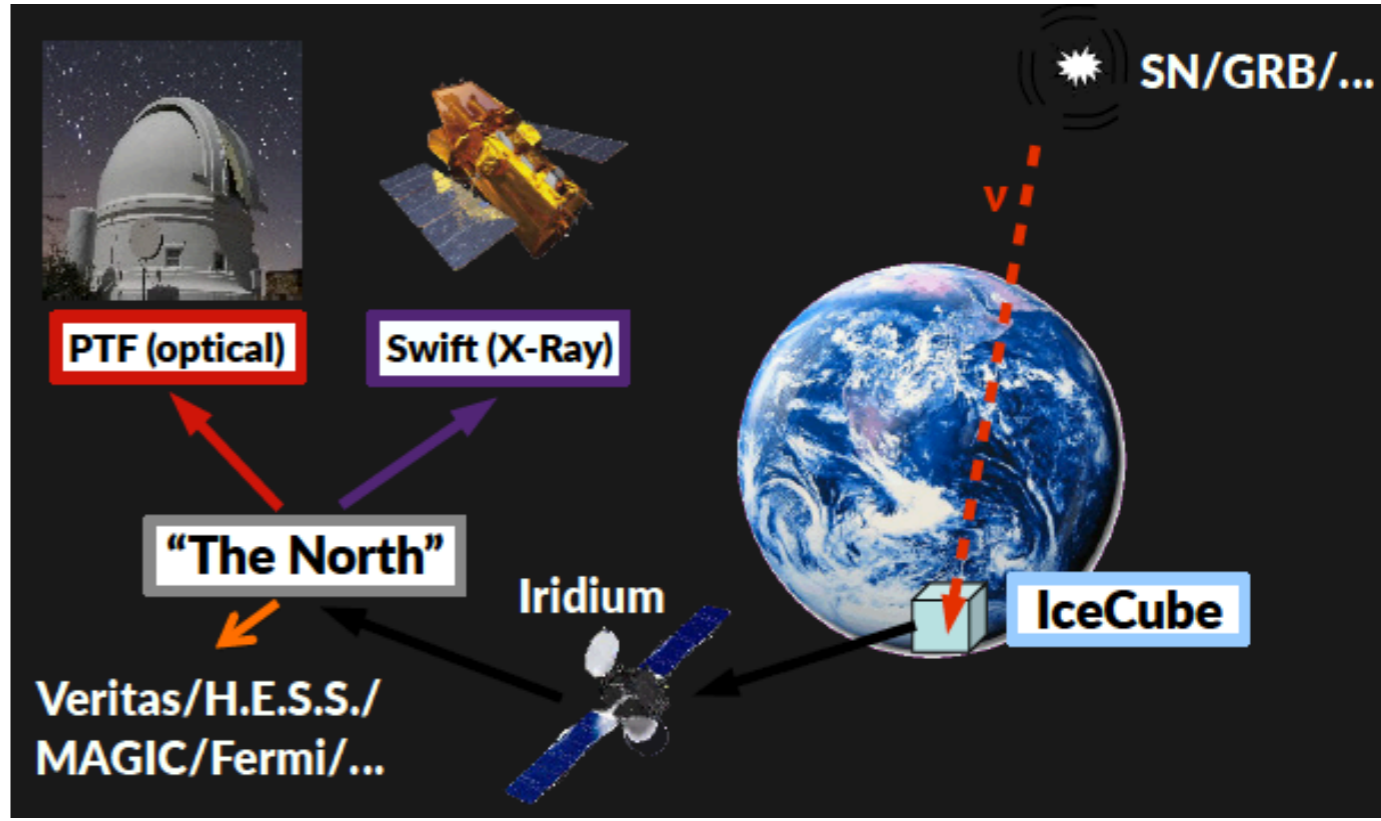 SN/GRB/...
ν
PTF (optical)
Swift (X-Ray)
“The North”
Iridium
IceCube
Veritas/H.E.S.S./
MAGIC/Fermi/...